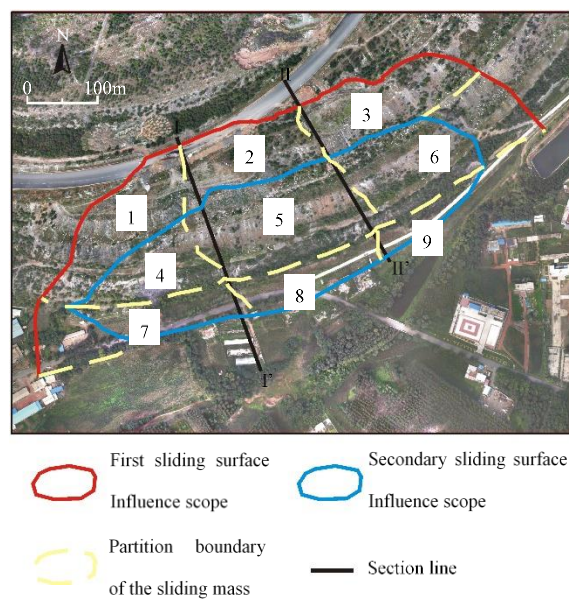 N
0 100m
II
3
I
2
6
1
5
9
4
II'
8
7
I'
First sliding surface
Influence scope
Secondary sliding surface
Influence scope
Partition boundary
of the sliding mass
Section line